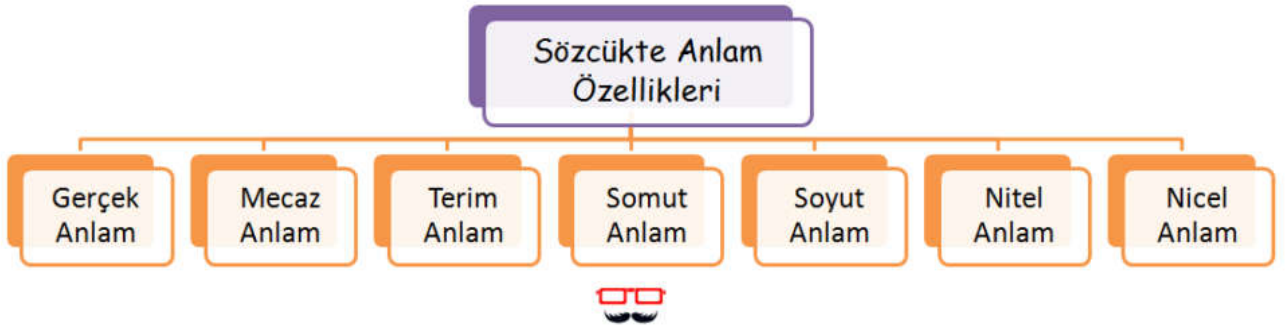 Sözcükte Anlam
Özellikleri
Gerçek
Anlam
Mecaz
Anlam
Terim
Anlam
Somut
Anlam
Soyut
Anlam
Nitel
Anlam
Nicel
Anlam